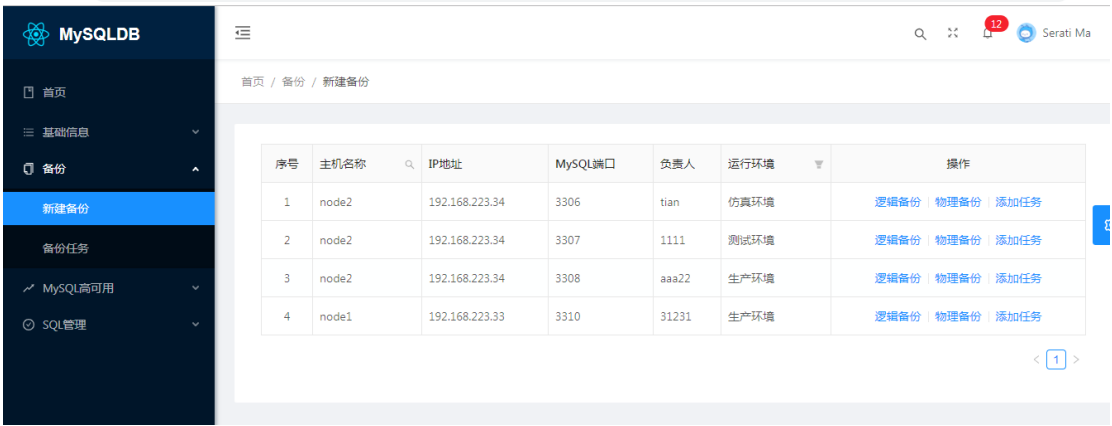 MySQLDB
12
Serati Ma
首页 / 备份 / 新建备份
首页
基础信息
备份
新建备份
备份任务
MySQL高可用
SQL管理
序号 主机名称 IP地址 MySQL端口 负责人 运行环境 操作
1 node2 192.168.223.34 3306 tian 仿真环境 逻辑备份 物理备份 添加任务
2 node2 192.168.223.34 3307 1111 测试环境 逻辑备份 物理备份 添加任务
3 node2 192.168.223.34 3308 aaa22 生产环境 逻辑备份 物理备份 添加任务
4 node1 192.168.223.33 3310 31231 生产环境 逻辑备份 物理备份 添加任务
< 1 >